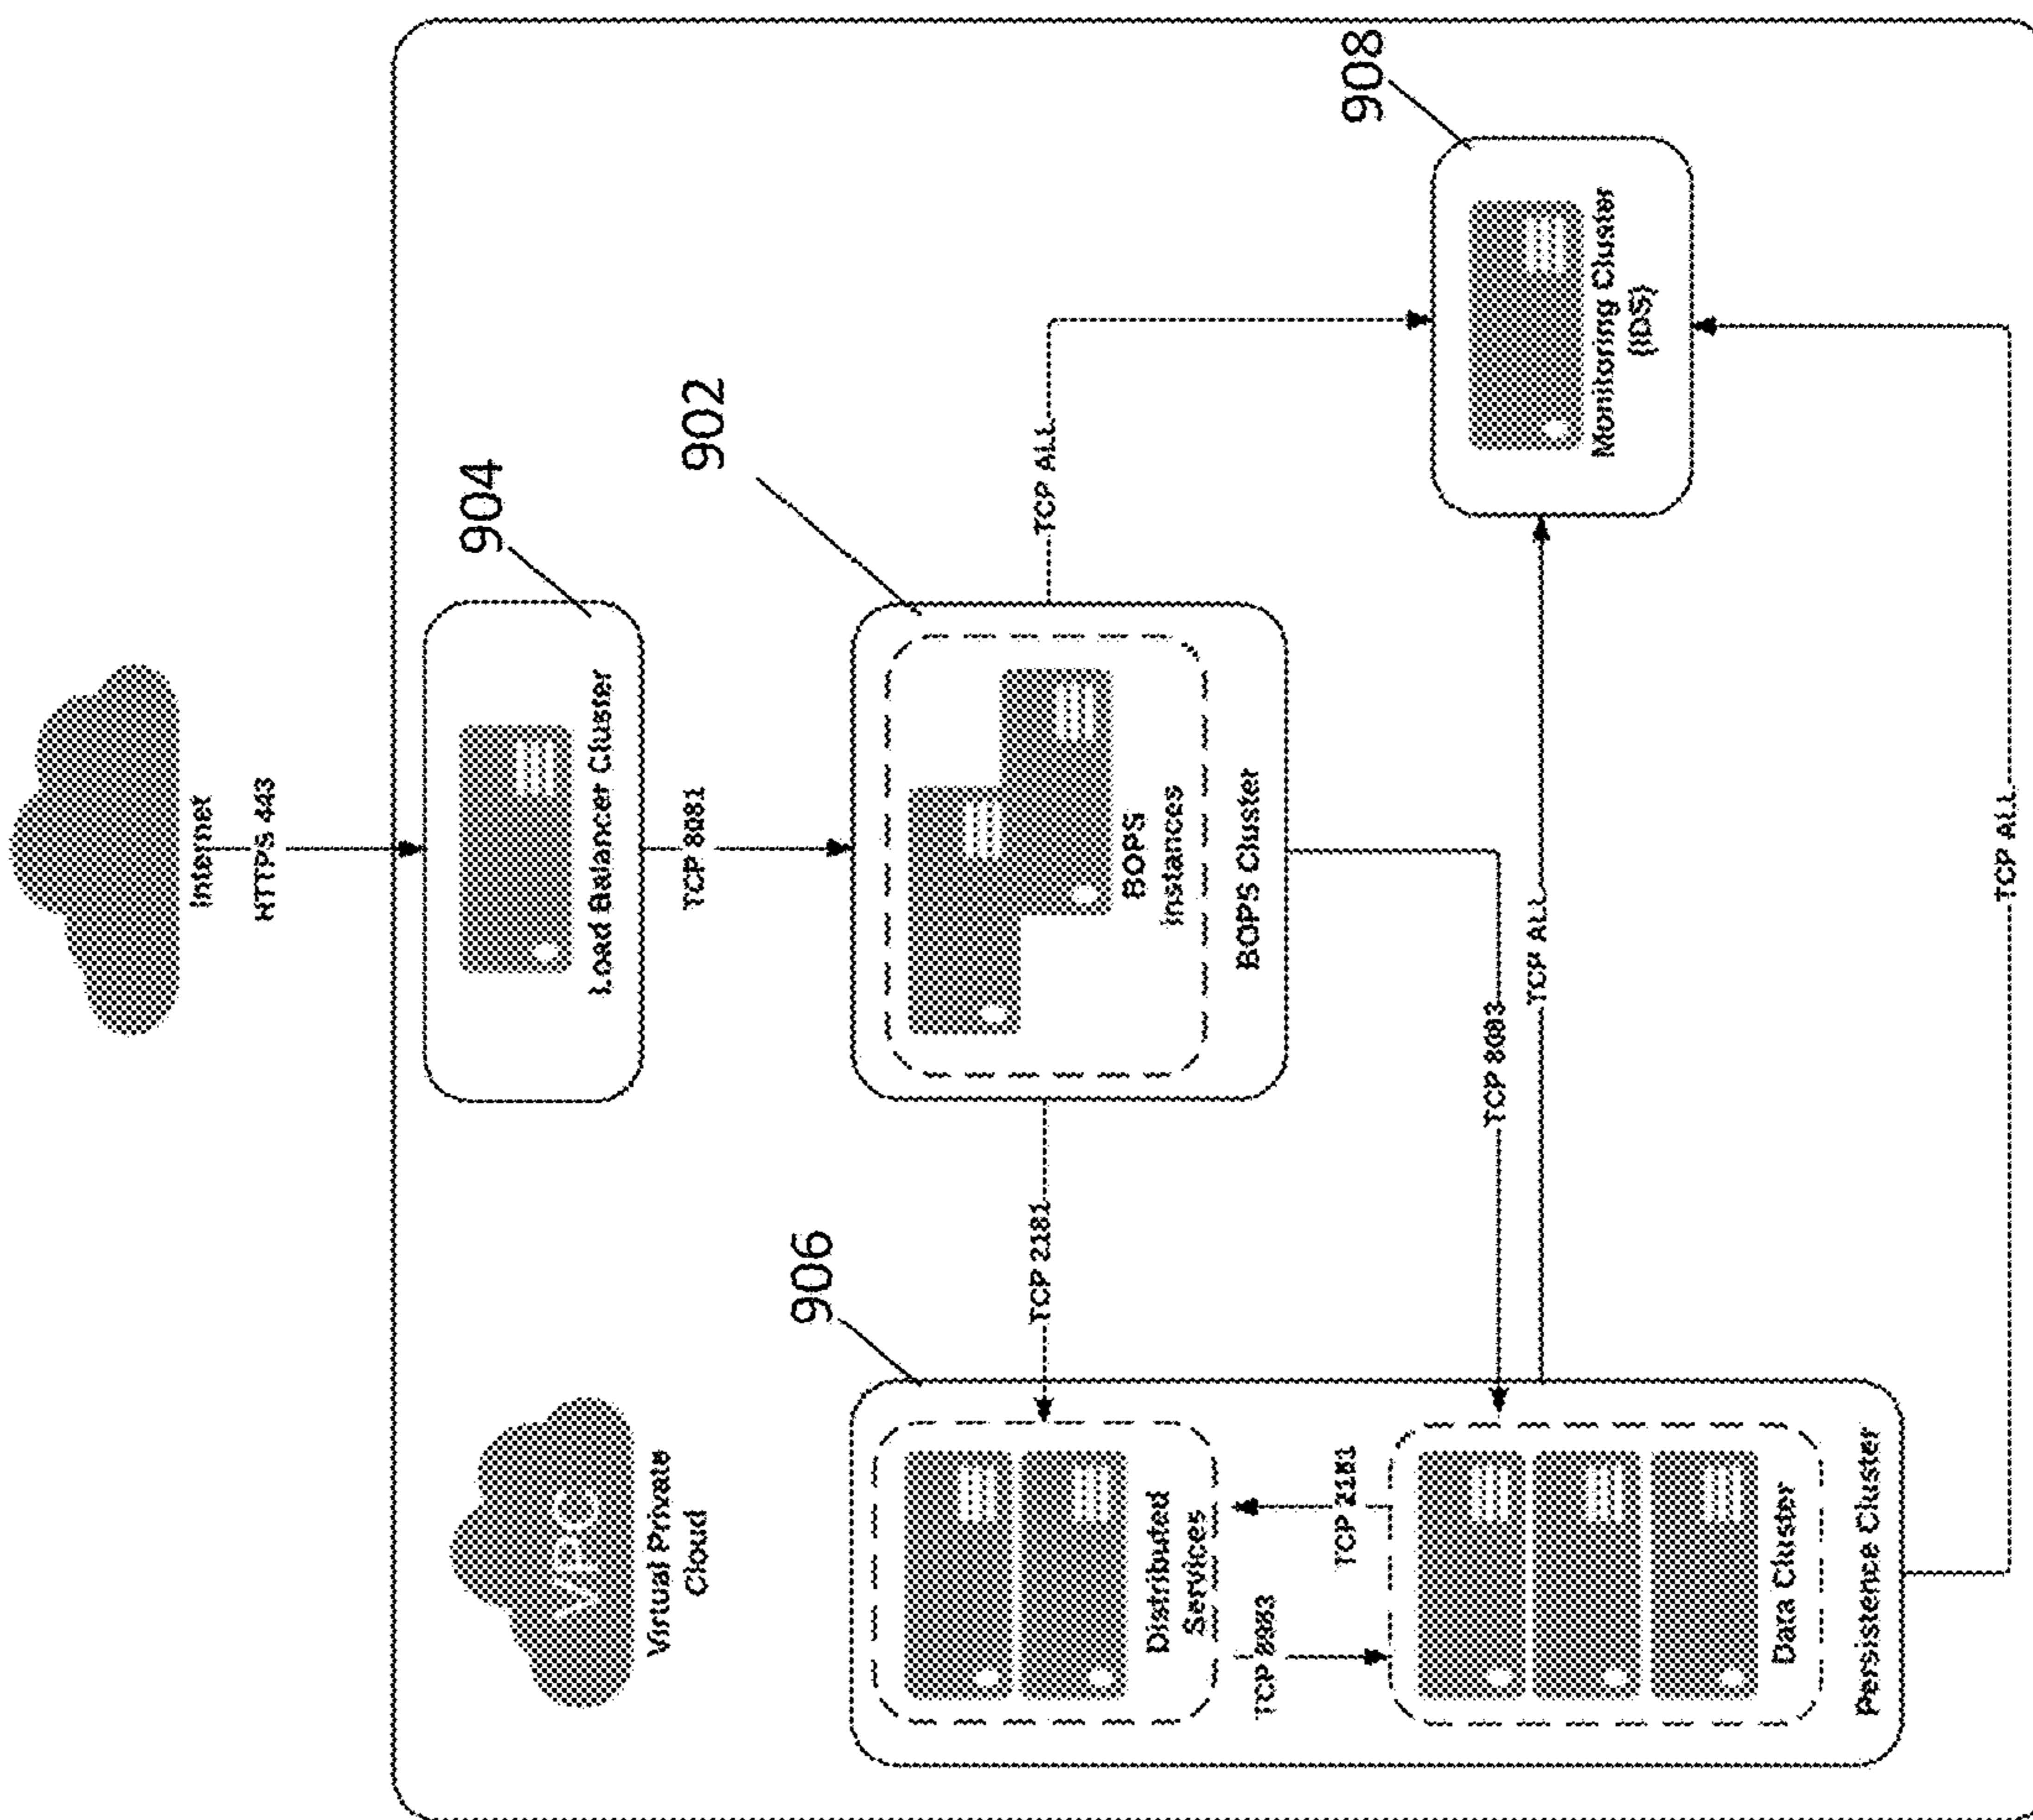 Internet
HTTPS 443
VPC
Virtual Private
Cloud
904
Load Balancer Cluster
TCP 8081
902
906
BOPS
Instances
BOPS Cluster
TCP 2181
TCP ALL
Distributed
Services
TCP 8983
TCP 2181
TCP
TCP ALL
908
Monitoring Cluster
(IDS)
Data Cluster
Persistence Cluster
TCP ALL